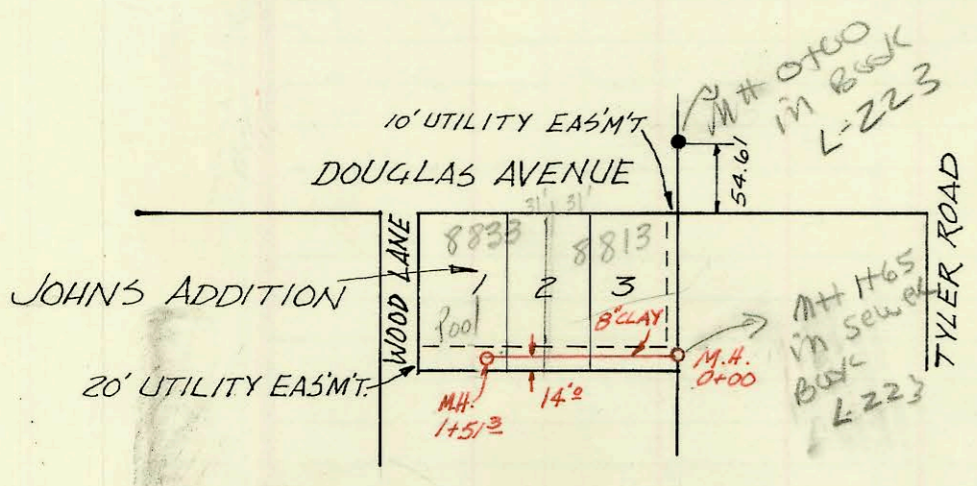 MH 0+00
in Book
L-223
10' UTILITY EAS'M'T.
54.61
DOUGLAS AVENUE
31' 31'
8833
8813
WOOD LANE
TYLER ROAD
1
2
3
JOHNS ADDITION
Pool
8" CLAY
MH 1+65
in sewer
Book
L-223
M.H.
0+00
20' UTILITY EAS'M'T.
M.H.
1+51.3
14'0